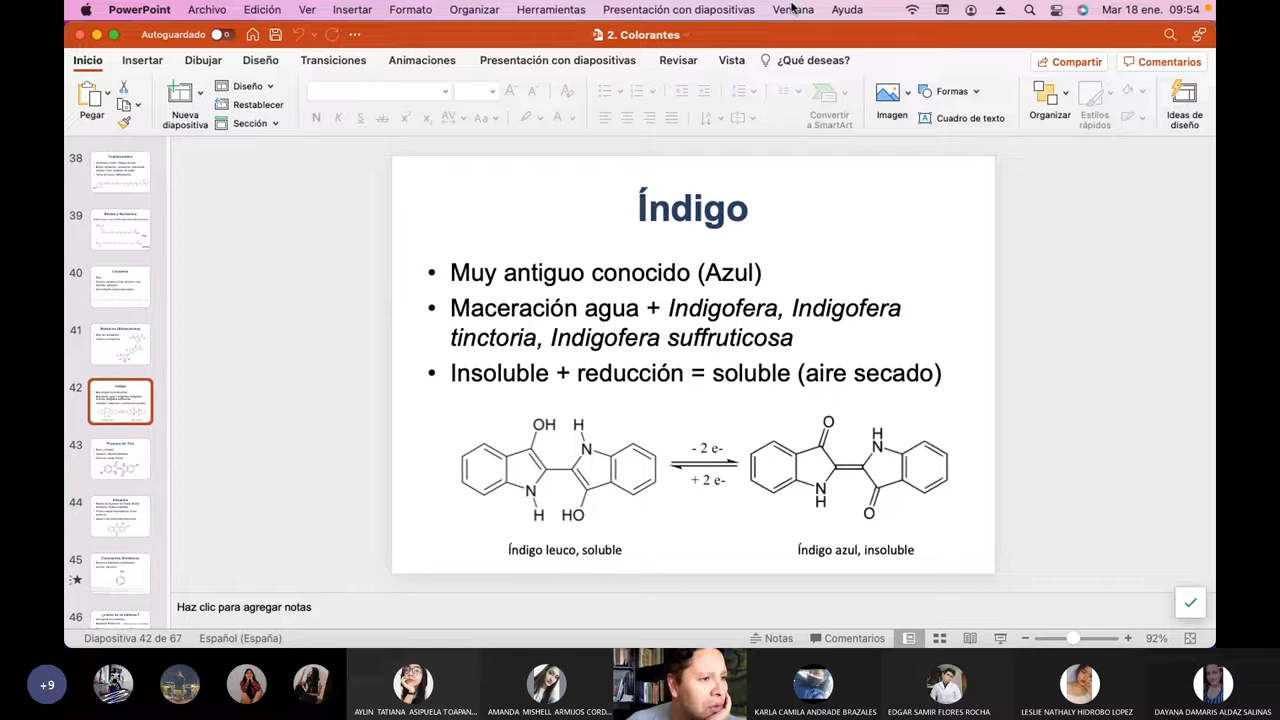 PowerPoint Archivo Edición Ver Insertar Formato Organizar Herramientas Presentación con diapositivas Ventana Ayuda Mar 18 ene. 09:54
Autoguardado 2. Colorantes
Inicio Insertar Dibujar Diseño Transiciones Animaciones Presentación con diapositivas Revisar Vista ¿Qué deseas? Compartir Comentarios
Pegar Nueva diapositiva Diseño Restablecer Sección Convertir a SmartArt Imagen Formas Cuadro de texto Organizar Estilos rápidos Ideas de diseño
38
39
40
41
42
43
44
45
46
Índigo
• Muy antiguo conocido (Azul)
• Maceración agua + Indigofera, Indigofera
tinctoria, Indigofera suffruticosa
• Insoluble + reducción = soluble (aire secado)
OH H O H
N N
- 2 e-
+ 2 e-
N N
H HO H O
Índigo leuco, soluble Índigo azul, insoluble
Haz clic para agregar notas
Diapositiva 42 de 67 Español (España) Notas Comentarios 92%
+9
AYLIN TATIANA ASIPUELA TOAPAN... AMANDA MISHELL ARMIJOS CORD... KARLA CAMILA ANDRADE BRAZALES EDGAR SAMIR FLORES ROCHA LESLIE NATHALY HIDROBO LOPEZ DAYANA DAMARIS ALDAZ SALINAS